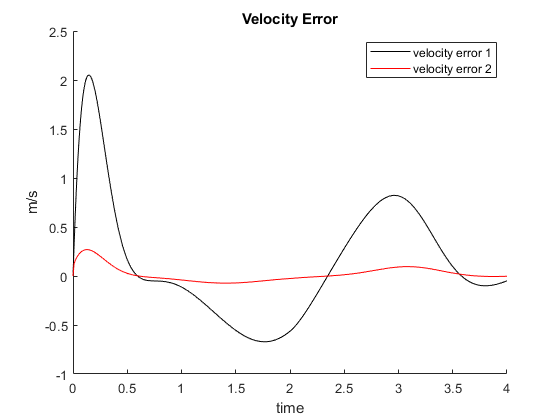 Velocity Error
velocity error 1
velocity error 2
2.5
2
1.5
1
0.5
0
-0.5
-1
m/s
0 0.5 1 1.5 2 2.5 3 3.5 4
time